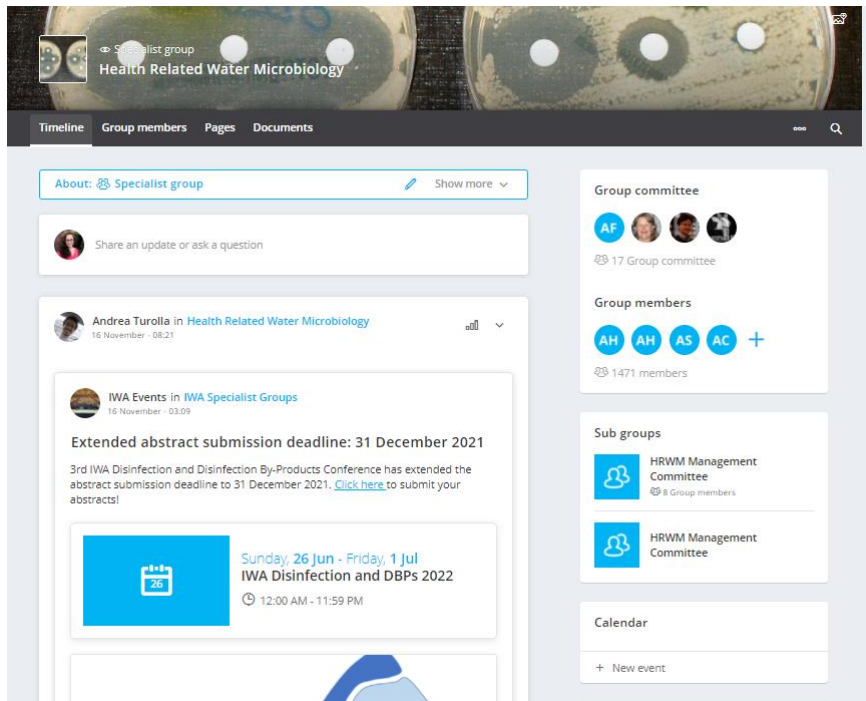 Specialist group
Health Related Water Microbiology
Timeline Group members Pages Documents
About: Specialist group Show more
Share an update or ask a question
Andrea Turolla in Health Related Water Microbiology
16 November - 08:21
IWA Events in IWA Specialist Groups
16 November - 03:09
Extended abstract submission deadline: 31 December 2021
3rd IWA Disinfection and Disinfection By-Products Conference has extended the
abstract submission deadline to 31 December 2021. Click here to submit your
abstracts!
26
Sunday, 26 Jun - Friday, 1 Jul
IWA Disinfection and DBPs 2022
12:00 AM - 11:59 PM
Group committee
AF
17 Group committee
Group members
AH AH AS AC +
1471 members
Sub groups
HRWM Management
Committee
8 Group members
HRWM Management
Committee
Calendar
+ New event